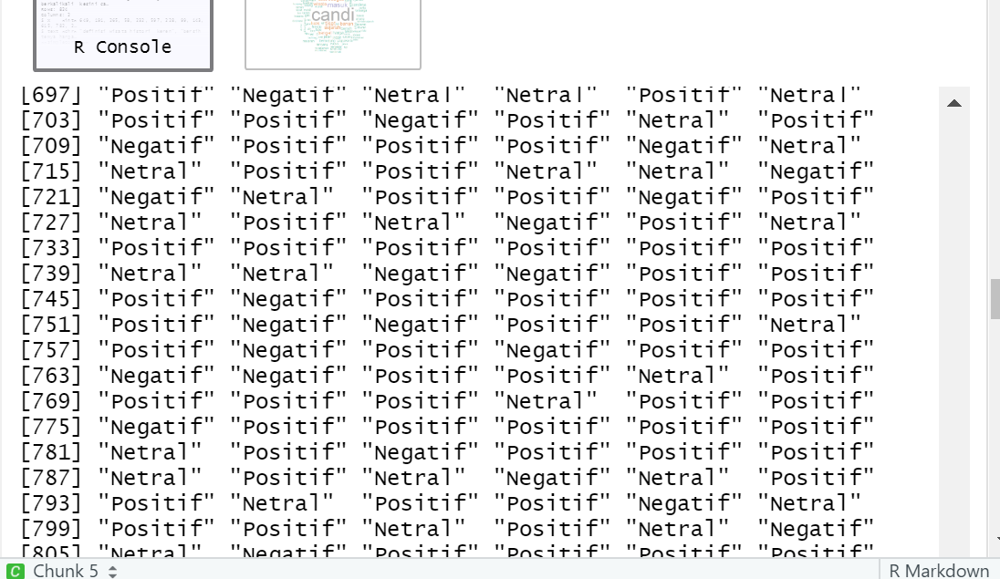 R Console
masuk
candi
[697] "Positif" "Negatif" "Netral" "Netral" "Positif" "Netral"
[703] "Positif" "Positif" "Negatif" "Positif" "Netral" "Positif"
[709] "Negatif" "Positif" "Positif" "Positif" "Negatif" "Netral"
[715] "Netral" "Positif" "Positif" "Netral" "Netral" "Negatif"
[721] "Negatif" "Netral" "Positif" "Positif" "Negatif" "Positif"
[727] "Netral" "Positif" "Netral" "Negatif" "Positif" "Netral"
[733] "Positif" "Positif" "Positif" "Positif" "Positif" "Positif"
[739] "Netral" "Netral" "Negatif" "Negatif" "Positif" "Positif"
[745] "Positif" "Negatif" "Positif" "Positif" "Positif" "Positif"
[751] "Positif" "Negatif" "Negatif" "Positif" "Positif" "Netral"
[757] "Positif" "Negatif" "Positif" "Negatif" "Positif" "Positif"
[763] "Negatif" "Negatif" "Positif" "Positif" "Netral" "Positif"
[769] "Positif" "Positif" "Positif" "Netral" "Positif" "Positif"
[775] "Negatif" "Positif" "Positif" "Positif" "Positif" "Positif"
[781] "Netral" "Positif" "Negatif" "Positif" "Positif" "Positif"
[787] "Netral" "Positif" "Netral" "Negatif" "Netral" "Positif"
[793] "Positif" "Netral" "Positif" "Positif" "Negatif" "Netral"
[799] "Positif" "Positif" "Netral" "Positif" "Netral" "Negatif"
[805] "Netral" "Negatif" "Positif" "Positif" "Positif" "Positif"
C Chunk 5
R Markdown